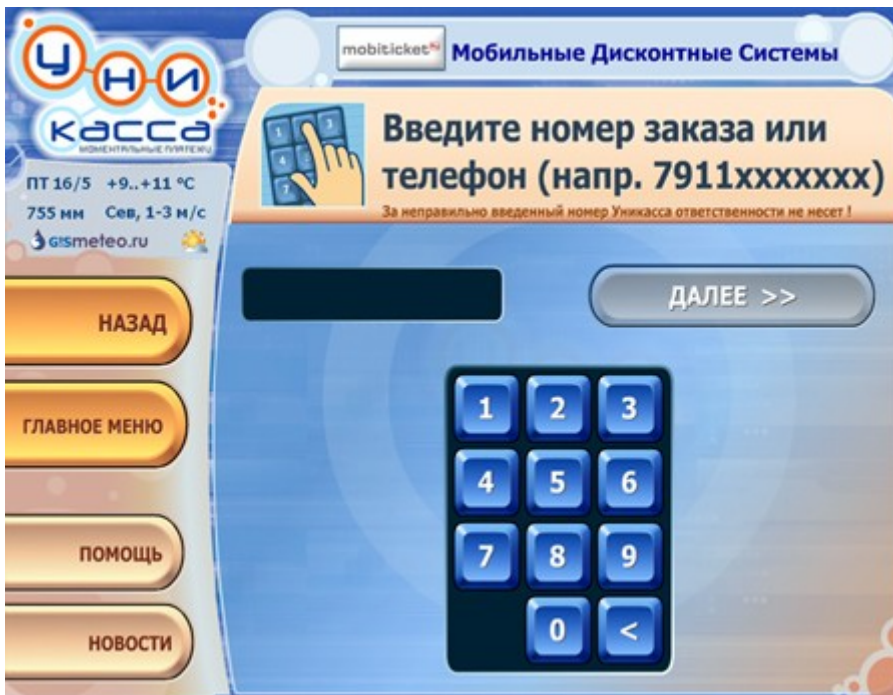 Уникасса
МОМЕНТАЛЬНЫЕ ПЛАТЕЖИ
mobiticket
Мобильные Дисконтные Системы
Введите номер заказа или
телефон (напр. 7911xxxxxxx)
За неправильно введенный номер Уникасса ответственности не несет !
ПТ 16/5 +9..+11 °C
755 мм Сев, 1-3 м/с
GISmeteo.ru
НАЗАД
ГЛАВНОЕ МЕНЮ
ПОМОЩЬ
НОВОСТИ
ДАЛЕЕ >>
1 2 3
4 5 6
7 8 9
0 <